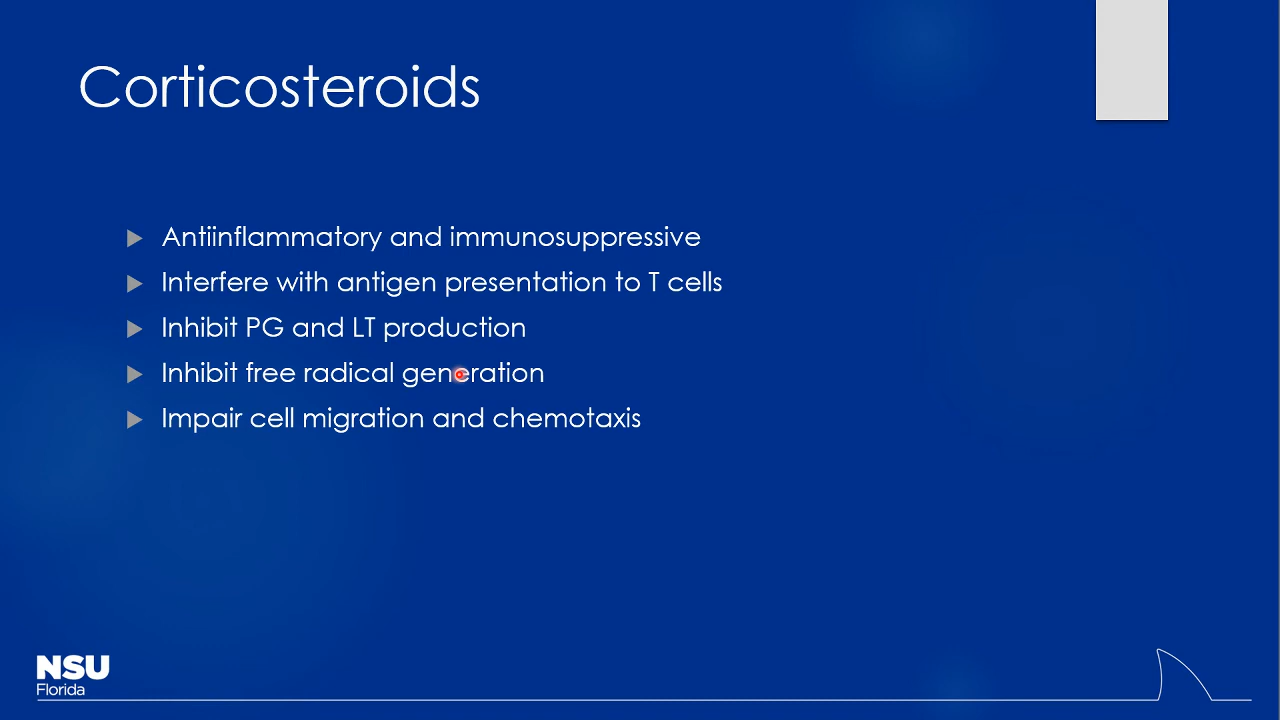 Corticosteroids
Antiinflammatory and immunosuppressive
Interfere with antigen presentation to T cells
Inhibit PG and LT production
Inhibit free radical generation
Impair cell migration and chemotaxis
NSU
Florida